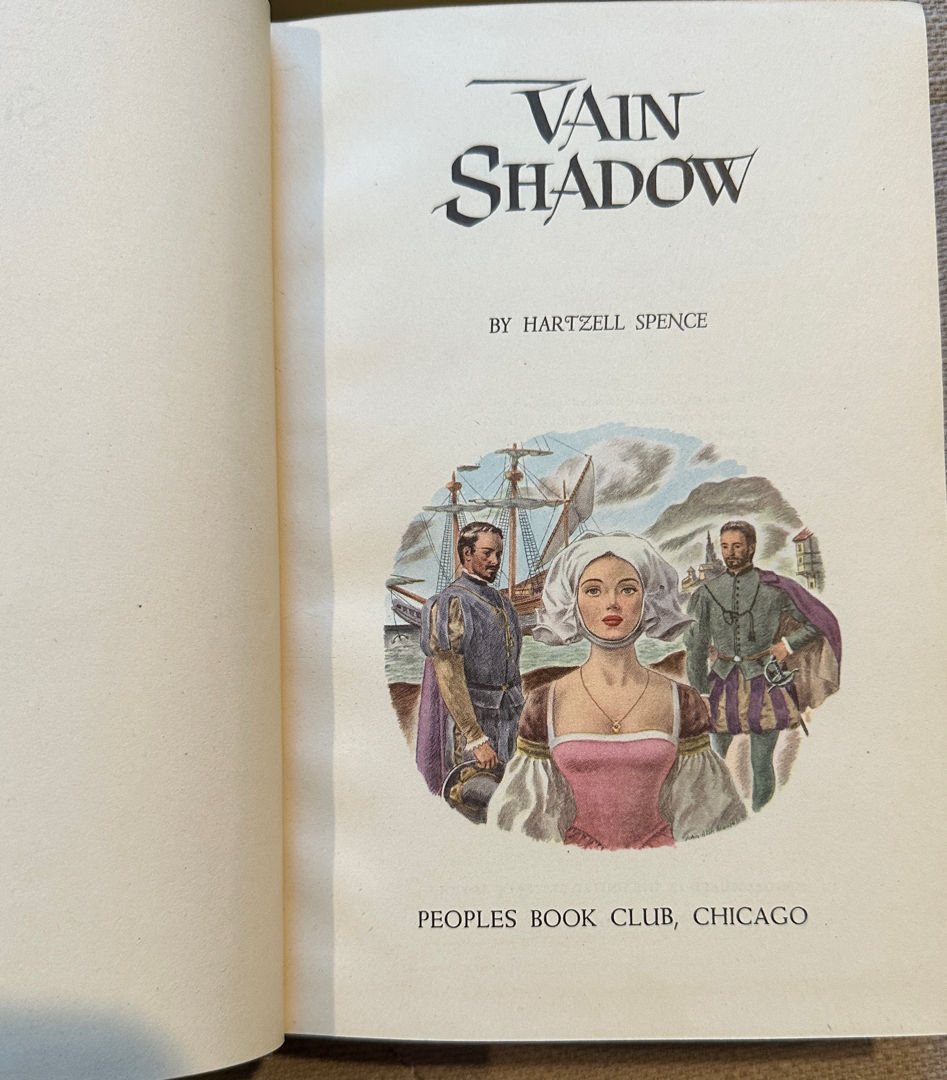 VAIN
SHADOW
BY HARTZELL SPENCE
PEOPLES BOOK CLUB, CHICAGO